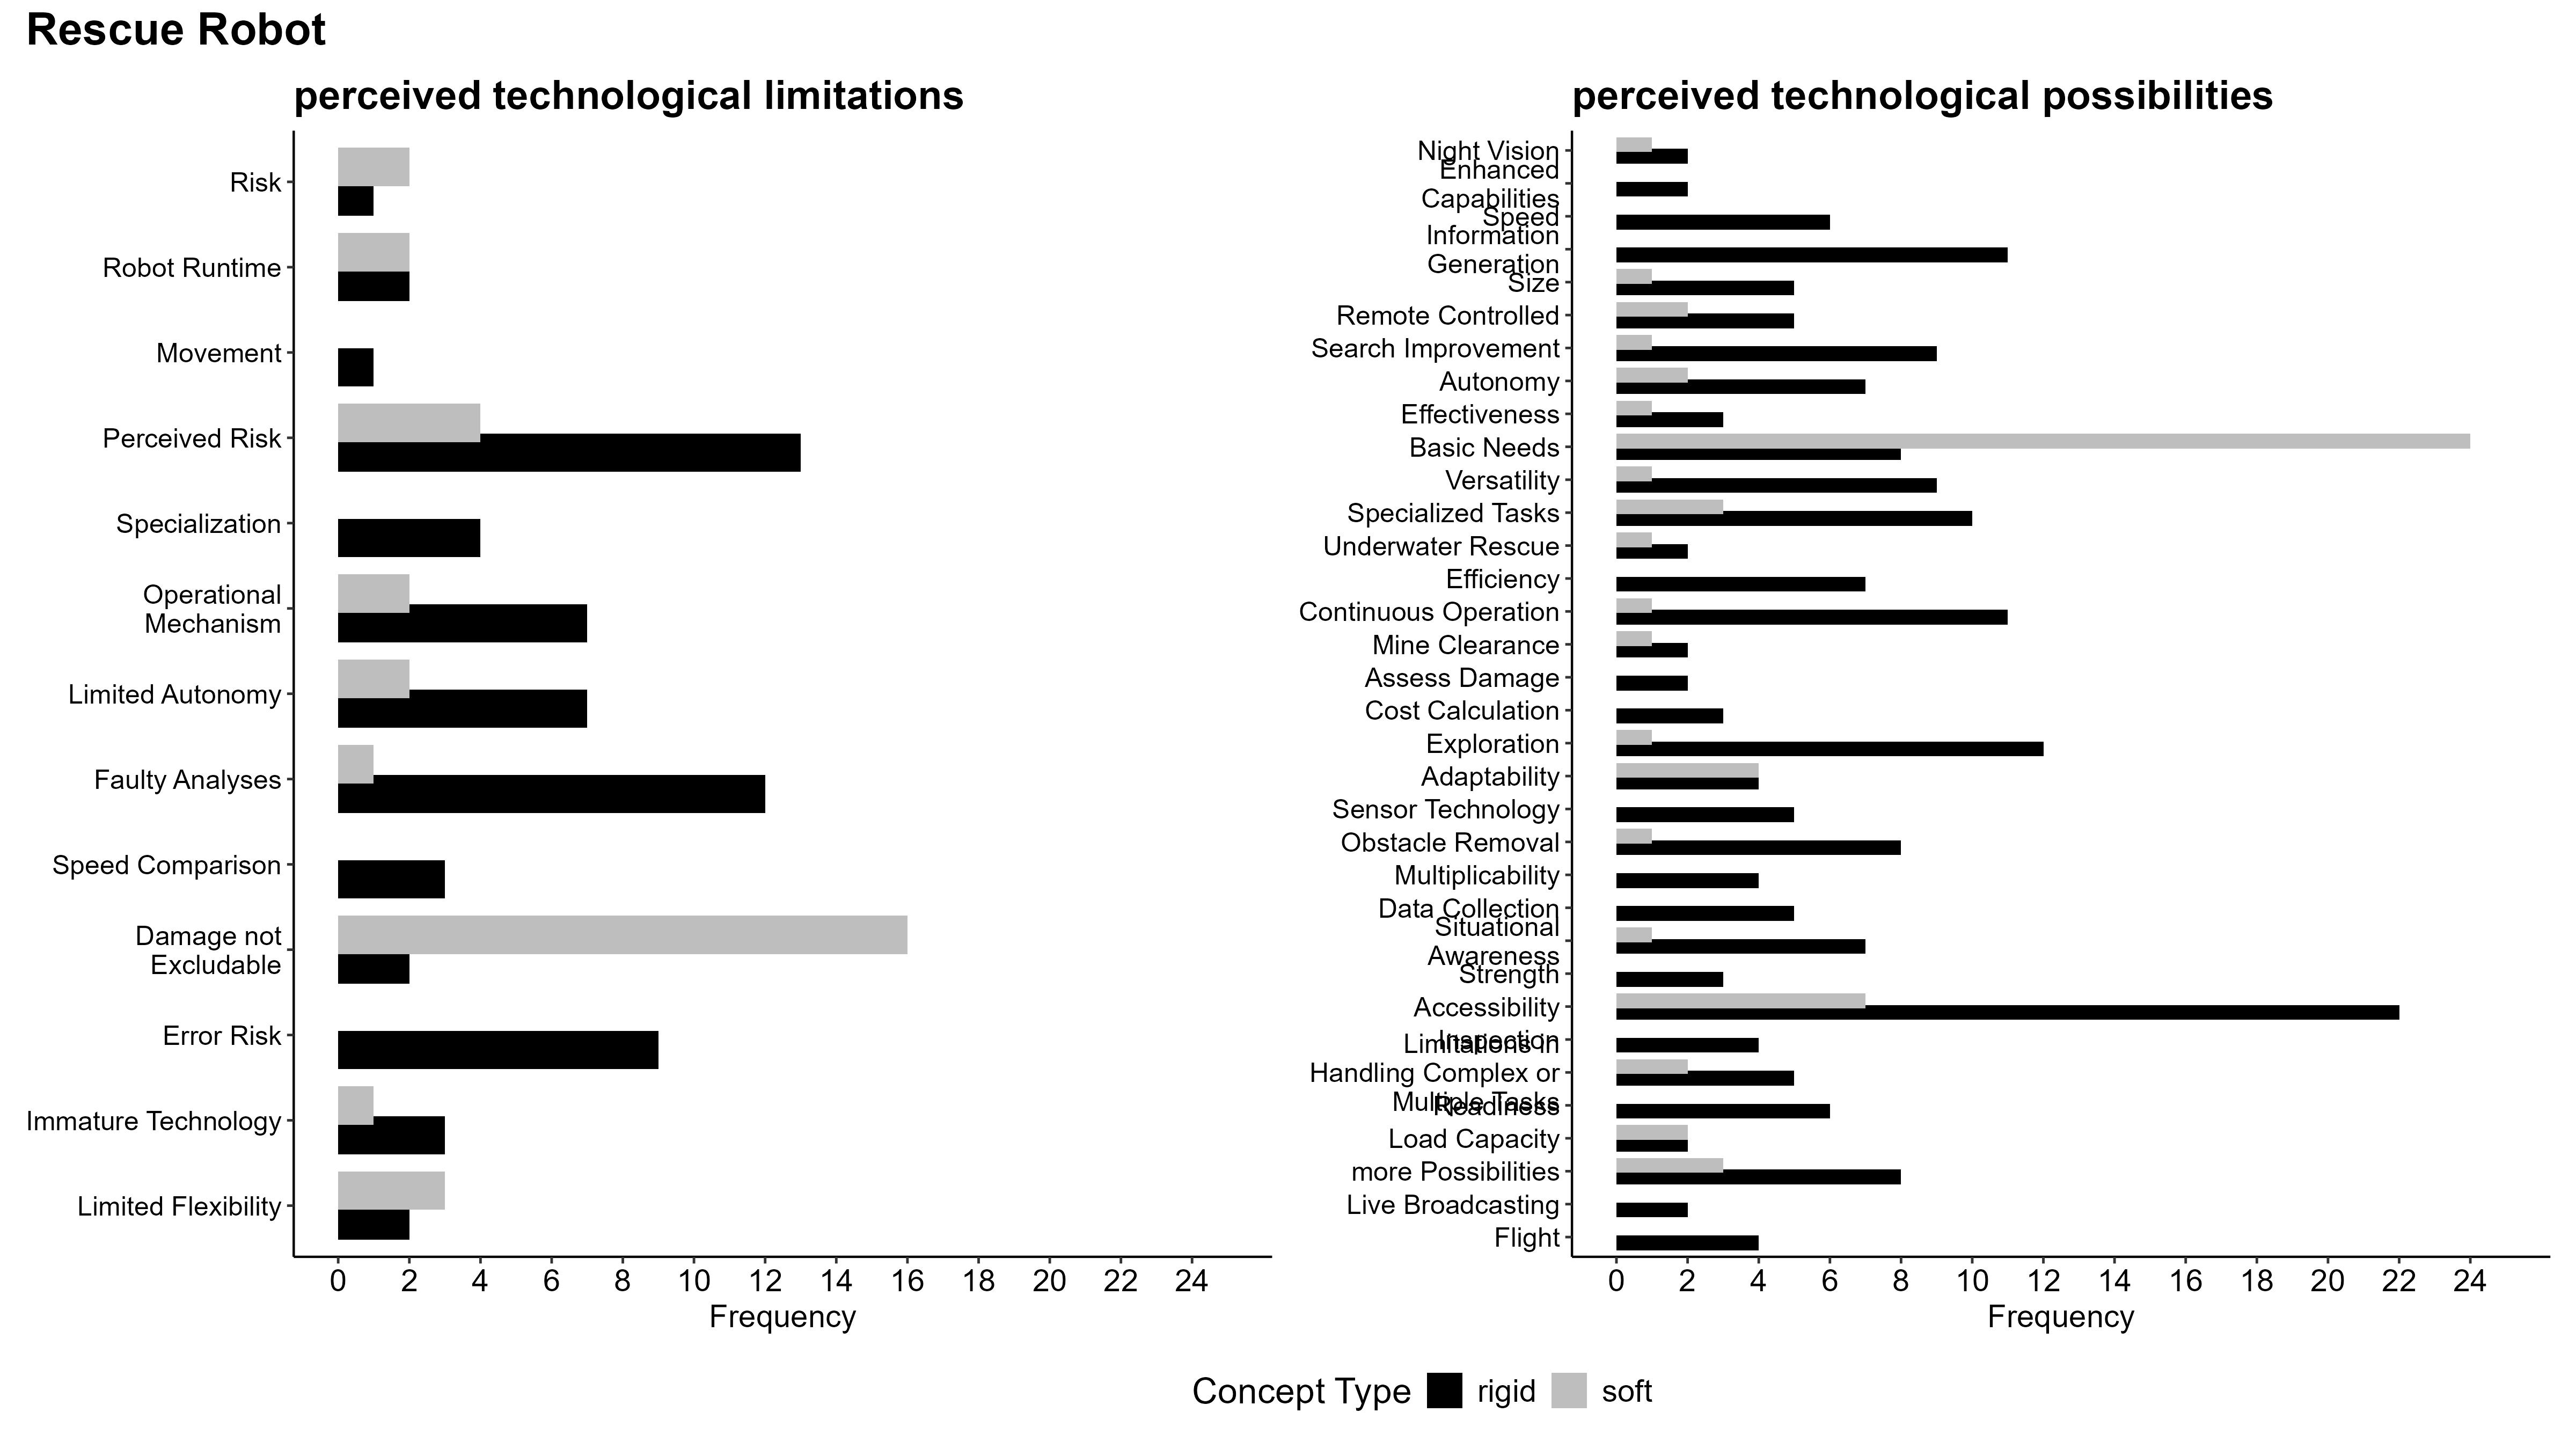 Rescue Robot
perceived technological limitations
Risk
Robot Runtime
Movement
Perceived Risk
Specialization
Operational
Mechanism
Limited Autonomy
Faulty Analyses
Speed Comparison
Damage not
Excludable
Error Risk
Immature Technology
Limited Flexibility
0 2 4 6 8 10 12 14 16 18 20 22 24
Frequency
perceived technological possibilities
Night Vision
Enhanced
Capabilities
Speed
Information
Generation
Size
Remote Controlled
Search Improvement
Autonomy
Effectiveness
Basic Needs
Versatility
Specialized Tasks
Underwater Rescue
Efficiency
Continuous Operation
Mine Clearance
Assess Damage
Cost Calculation
Exploration
Adaptability
Sensor Technology
Obstacle Removal
Multiplicability
Data Collection
Situational
Awareness
Strength
Accessibility
Inspection
Limitations in
Handling Complex or
Multiple Tasks
Readiness
Load Capacity
more Possibilities
Live Broadcasting
Flight
0 2 4 6 8 10 12 14 16 18 20 22 24
Frequency
Concept Type rigid soft